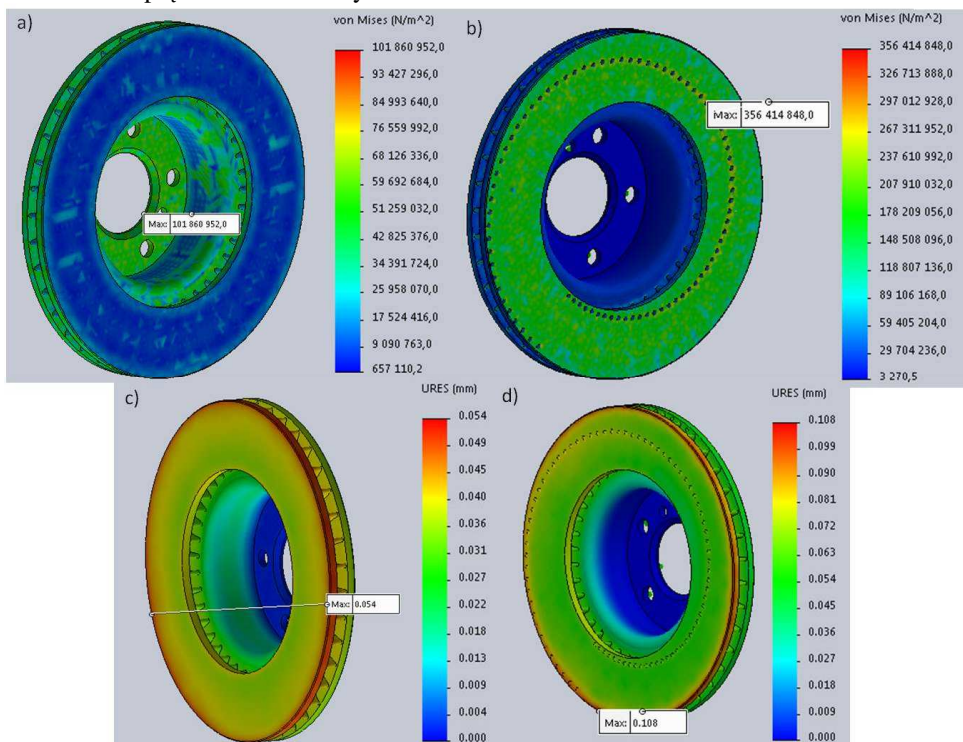 a)
von Mises (N/m^2)
101 860 952,0
93 427 296,0
84 993 640,0
76 559 992,0
68 126 336,0
59 692 684,0
51 259 032,0
42 825 376,0
34 391 724,0
25 958 070,0
17 524 416,0
9 090 763,0
657 110,2
Max: 101 860 952,0
b)
von Mises (N/m^2)
356 414 848,0
326 713 888,0
297 012 928,0
267 311 952,0
237 610 992,0
207 910 032,0
178 209 056,0
148 508 096,0
118 807 136,0
89 106 168,0
59 405 204,0
29 704 236,0
3 270,5
Max: 356 414 848,0
c)
URES (mm)
0.054
0.049
0.045
0.040
0.036
0.031
0.027
0.022
0.018
0.013
0.009
0.004
0.000
Max: 0.054
d)
URES (mm)
0.108
0.099
0.090
0.081
0.072
0.063
0.054
0.045
0.036
0.027
0.018
0.009
0.000
Max: 0.108